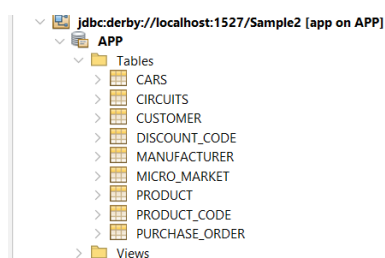 jdbc:derby://localhost:1527/Sample2 [app on APP]
APP
Tables
CARS
CIRCUITS
CUSTOMER
DISCOUNT_CODE
MANUFACTURER
MICRO_MARKET
PRODUCT
PRODUCT_CODE
PURCHASE_ORDER
Views